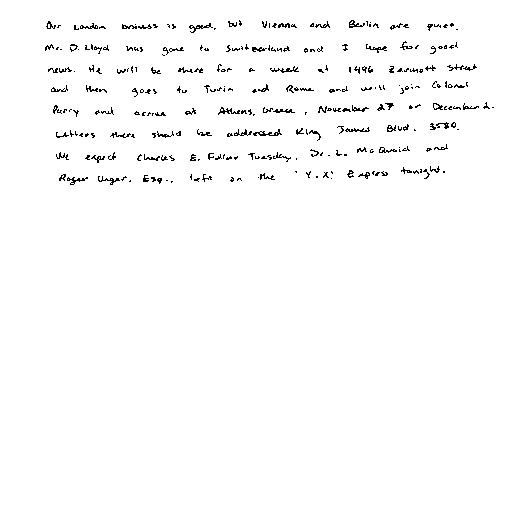 Our London business is good, but Vienna and Berlin are quiet.
Mr. D. Lloyd has gone to Switzerland and I hope for good
news. He will be there for a week at 1496 Zermott Street
and then goes to Turin and Rome and will join Colonel
Parry and arrive at Athens, Greece, November 27 or December 2.
Letters there should be addressed King James Blvd. 3580.
We expect Charles E. Fuller Tuesday. Dr. L. McQuaid and
Roger Unger, Esq., left on the "Y.X." Express tonight.